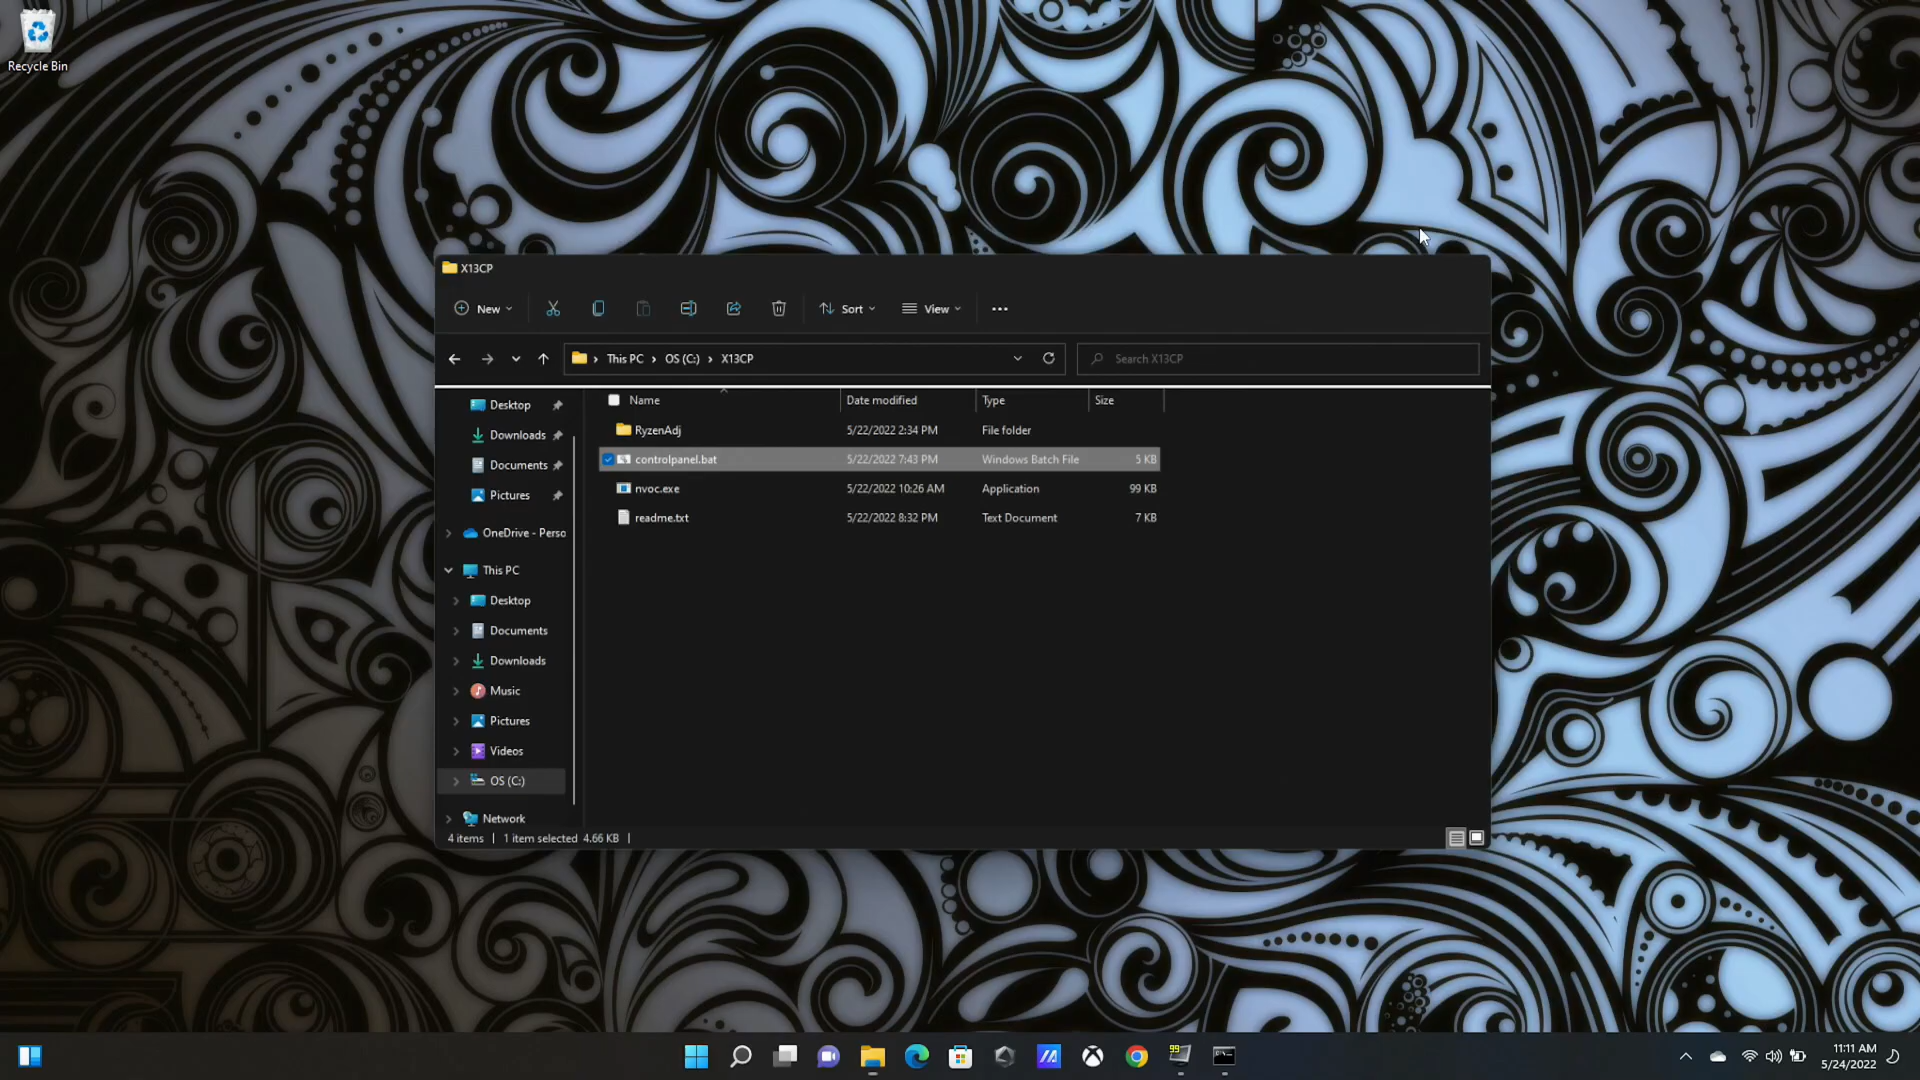 Recycle Bin
X13CP
New
Sort
View
This PC
OS (C:)
X13CP
Search X13CP
Name
Date modified
Type
Size
RyzenAdj
5/22/2022 2:34 PM
File folder
controlpanel.bat
5/22/2022 7:43 PM
Windows Batch File
5 KB
nvoc.exe
5/22/2022 10:26 AM
Application
99 KB
readme.txt
5/22/2022 8:32 PM
Text Document
7 KB
Desktop
Downloads
Documents
Pictures
OneDrive - Perso
This PC
Desktop
Documents
Downloads
Music
Pictures
Videos
OS (C:)
Network
4 items
1 item selected 4.66 KB
99
11:11 AM
5/24/2022